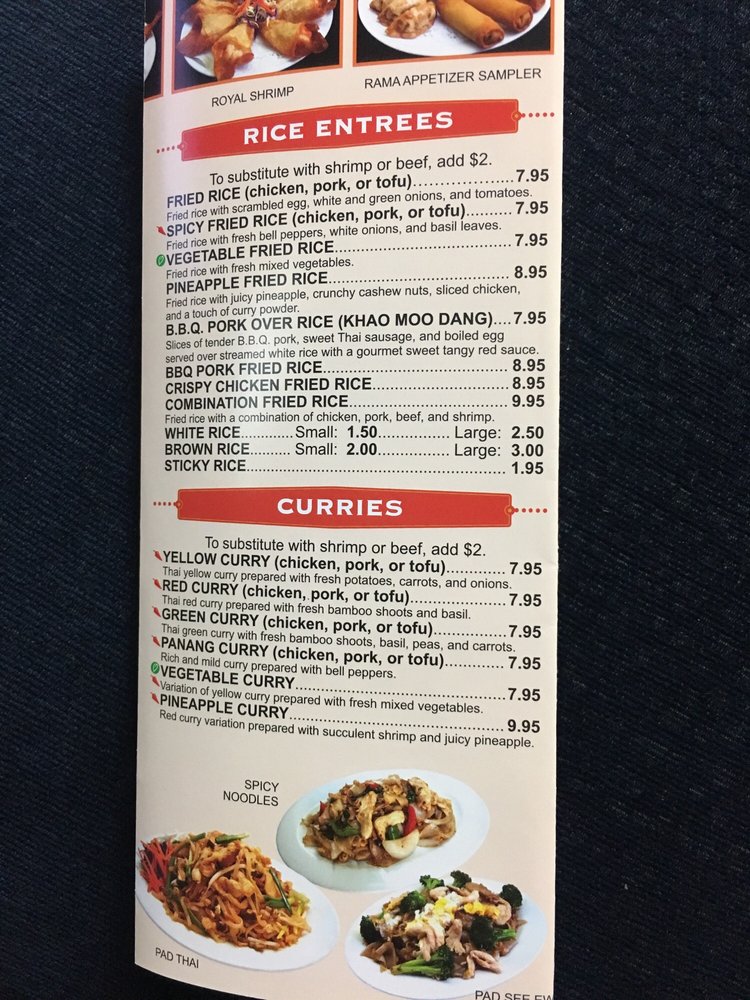 ROYAL SHRIMP
RAMA APPETIZER SAMPLER
RICE ENTREES
To substitute with shrimp or beef, add $2.
FRIED RICE (chicken, pork, or tofu)..................7.95
Fried rice with scrambled egg, white and green onions, and tomatoes.
SPICY FRIED RICE (chicken, pork, or tofu).......... 7.95
Fried rice with fresh bell peppers, white onions, and basil leaves.
VEGETABLE FRIED RICE....................................... 7.95
Fried rice with fresh mixed vegetables.
PINEAPPLE FRIED RICE........................................ 8.95
Fried rice with juicy pineapple, crunchy cashew nuts, sliced chicken,
and a touch of curry powder.
B.B.Q. PORK OVER RICE (KHAO MOO DANG)....7.95
Slices of tender B.B.Q. pork, sweet Thai sausage, and boiled egg
served over streamed white rice with a gourmet sweet tangy red sauce.
BBQ PORK FRIED RICE......................................... 8.95
CRISPY CHICKEN FRIED RICE.............................. 8.95
COMBINATION FRIED RICE................................... 9.95
Fried rice with a combination of chicken, pork, beef, and shrimp.
WHITE RICE............Small: 1.50................. Large: 2.50
BROWN RICE......... Small: 2.00................. Large: 3.00
STICKY RICE......................................................... 1.95
CURRIES
To substitute with shrimp or beef, add $2.
YELLOW CURRY (chicken, pork, or tofu)............. 7.95
Thai yellow curry prepared with fresh potatoes, carrots, and onions.
RED CURRY (chicken, pork, or tofu)...................... 7.95
Thai red curry prepared with fresh bamboo shoots and basil.
GREEN CURRY (chicken, pork, or tofu).................7.95
Thai green curry with fresh bamboo shoots, basil, peas, and carrots.
PANANG CURRY (chicken, pork, or tofu)............. 7.95
Rich and mild curry prepared with bell peppers.
VEGETABLE CURRY..............................................7.95
Variation of yellow curry prepared with fresh mixed vegetables.
PINEAPPLE CURRY............................................... 9.95
Red curry variation prepared with succulent shrimp and juicy pineapple.
SPICY
NOODLES
PAD THAI
PAD SEE EW